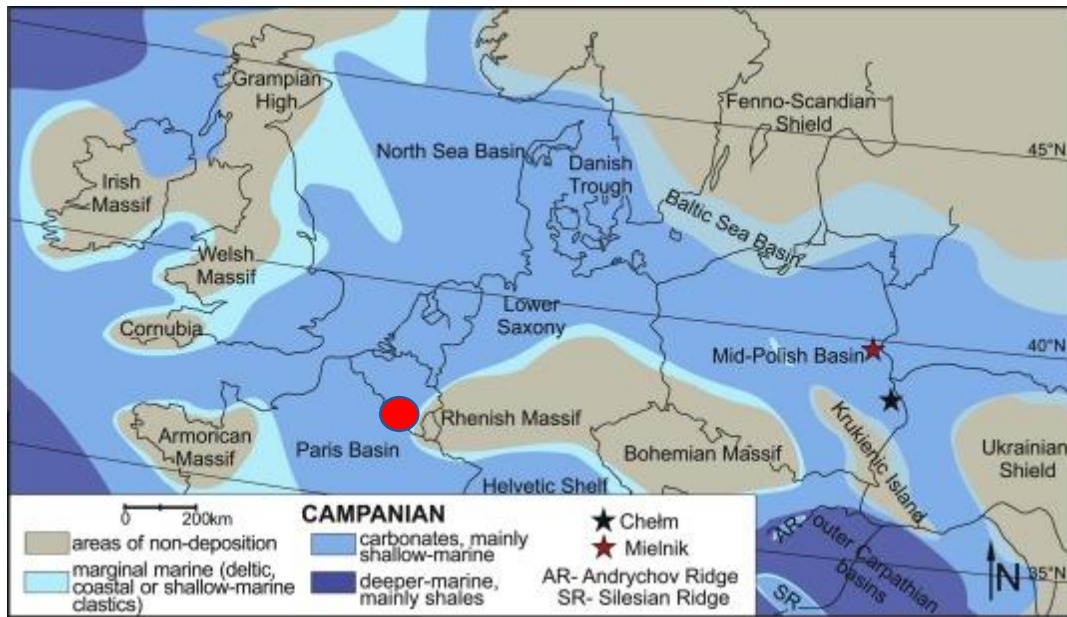 Grampian
High
Fenno-Scandian
Shield
45°N
North Sea Basin
Danish
Trough
Irish
Massif
Baltic Sea Basin
Welsh
Massif
Lower
Saxony
Cornubia
40°N
Mid-Polish Basin
Rhenish Massif
Krukienic Island
Armorican
Massif
Paris Basin
Bohemian Massif
Ukrainian
Shield
Helvetic Shelf
AR
outer Carpathian
basins
SR
35°N
N
0 200km
areas of non-deposition
marginal marine (deltic,
coastal or shallow-marine
clastics)
CAMPANIAN
carbonates, mainly
shallow-marine
deeper-marine,
mainly shales
Chełm
Mielnik
AR- Andrychov Ridge
SR- Silesian Ridge